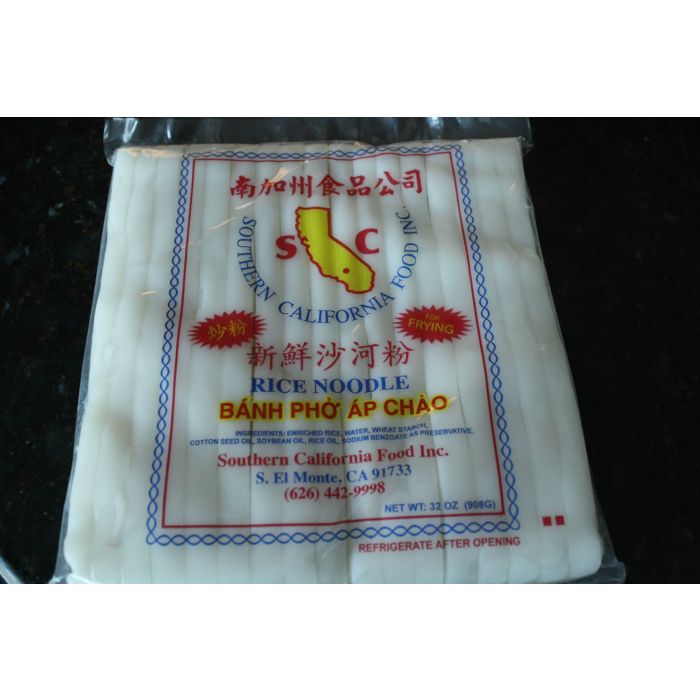 南加州食品公司
S C
SOUTHERN CALIFORNIA FOOD INC.
炒粉
FOR
FRYING
新鮮沙河粉
RICE NOODLE
BÁNH PHỞ ÁP CHẢO
INGREDIENTS: ENRICHED RICE, WATER, WHEAT STARCH,
COTTON SEED OIL, SOYBEAN OIL, RICE OIL, SODIUM BENZOATE AS PRESERVATIVE.
Southern California Food Inc.
S. El Monte, CA 91733
(626) 442-9998
NET WT: 32 OZ (908G)
REFRIGERATE AFTER OPENING